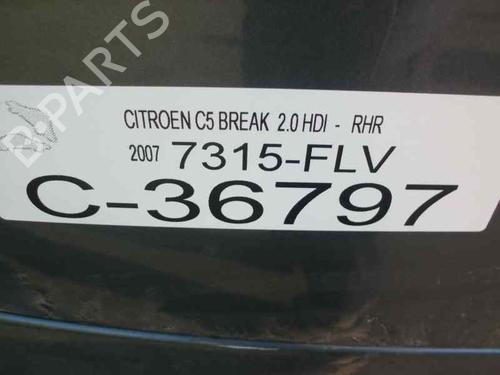 CITROEN C5 BREAK 2.0 HDI - RHR
2007 7315-FLV
C-36797
D-PARTS